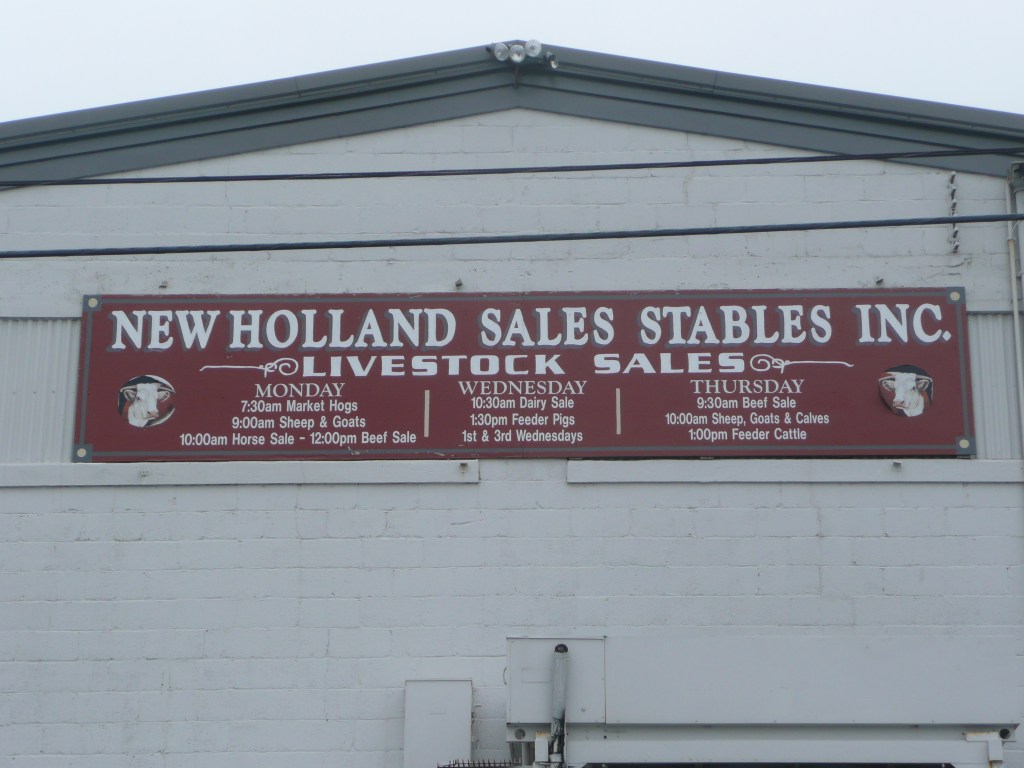 NEW HOLLAND SALES STABLES INC.
LIVESTOCK SALES
MONDAY
7:30am Market Hogs
9:00am Sheep & Goats
10:00am Horse Sale - 12:00pm Beef Sale
WEDNESDAY
10:30am Dairy Sale
1:30pm Feeder Pigs
1st & 3rd Wednesdays
THURSDAY
9:30am Beef Sale
10:00am Sheep, Goats & Calves
1:00pm Feeder Cattle